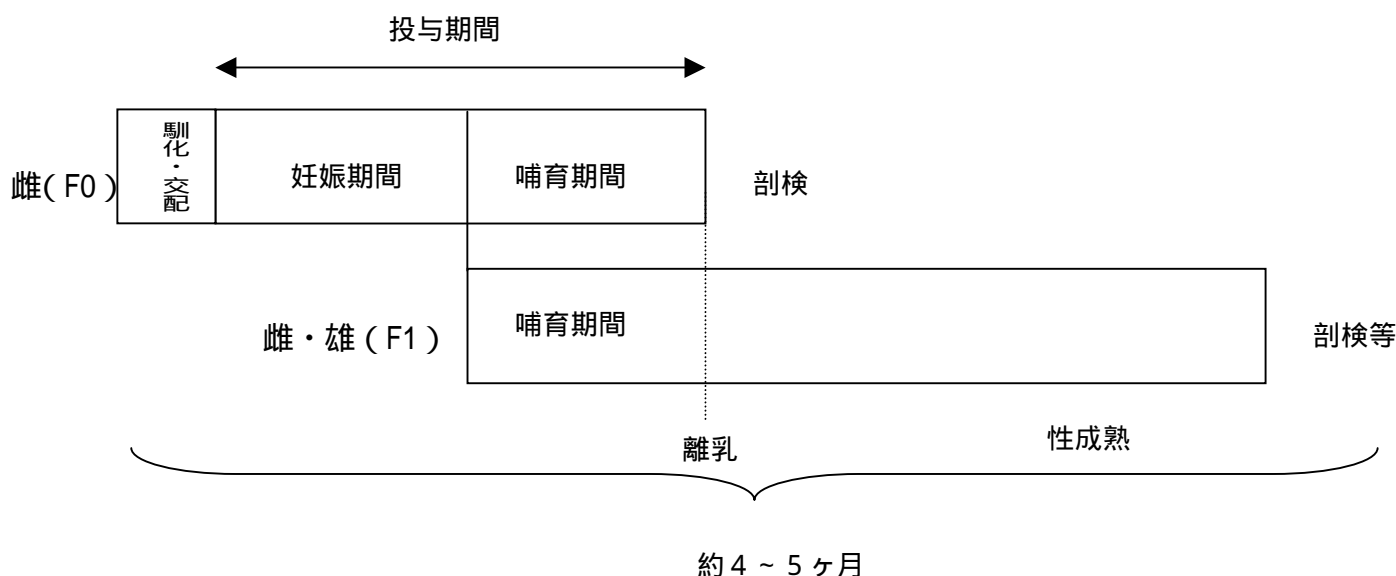 投与期間
馴化・交配
妊娠期間
哺育期間
雌(F0)
剖検
哺育期間
雌・雄(F1)
剖検等
離乳
性成熟
約4~5ヶ月